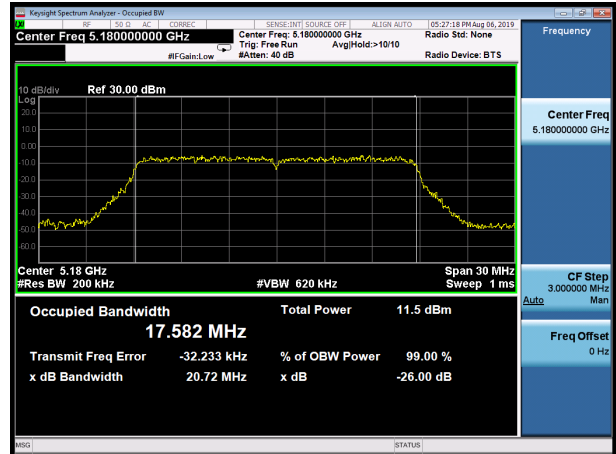 Keysight Spectrum Analyzer - Occupied BW
RF 50 Ω AC CORREC SENSE:INT SOURCE OFF ALIGN AUTO 05:27:18 PM Aug 06, 2019
Center Freq 5.180000000 GHz
Center Freq: 5.180000000 GHz
Radio Std: None
Trig: Free Run Avg|Hold:>10/10
#IFGain:Low #Atten: 40 dB Radio Device: BTS
10 dB/div Ref 30.00 dBm
Log
20.0
10.0
0.00
-10.0
-20.0
-30.0
-40.0
-50.0
-60.0
Center 5.18 GHz Span 30 MHz
#Res BW 200 kHz #VBW 620 kHz Sweep 1 ms
Occupied Bandwidth Total Power 11.5 dBm
17.582 MHz
Transmit Freq Error -32.233 kHz % of OBW Power 99.00 %
x dB Bandwidth 20.72 MHz x dB -26.00 dB
MSG STATUS
Frequency
Center Freq
5.180000000 GHz
CF Step
3.000000 MHz
Auto Man
Freq Offset
0 Hz